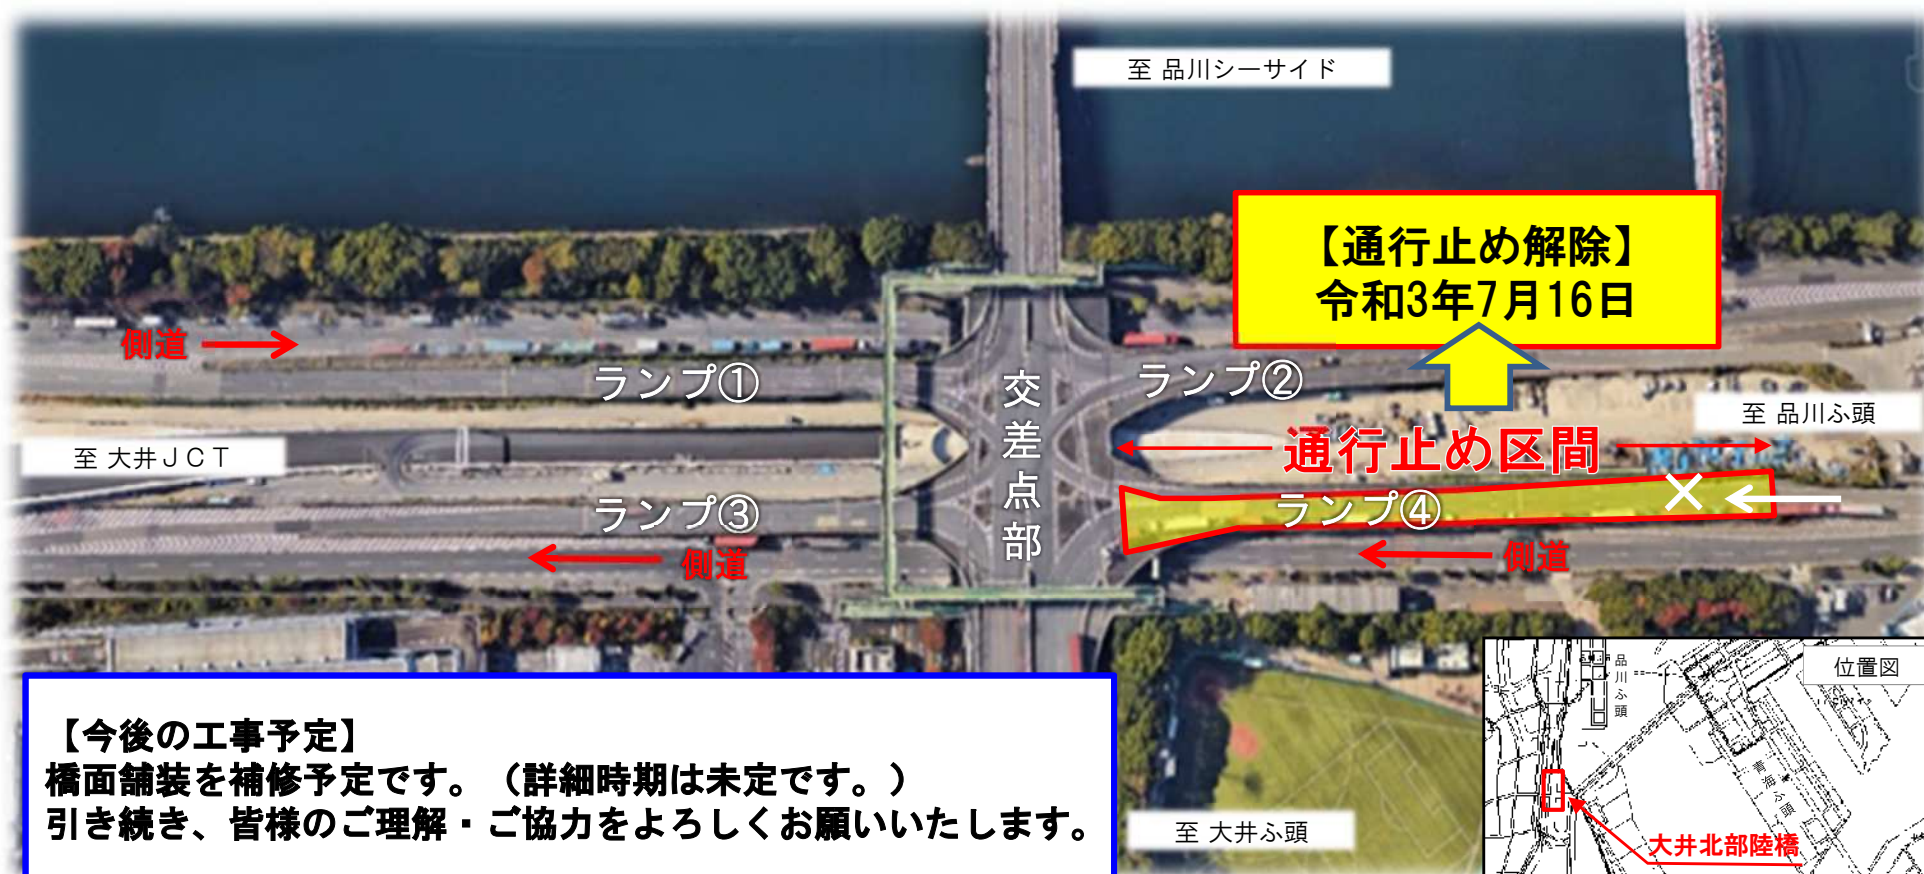 至 品川シーサイド
【通行止め解除】
令和3年7月16日
側道
ランプ①
ランプ②
交差点部
至 品川ふ頭
至 大井JCT
通行止め区間
ランプ③
ランプ④
側道
側道
【今後の工事予定】
橋面舗装を補修予定です。（詳細時期は未定です。）
引き続き、皆様のご理解・ご協力をよろしくお願いいたします。
至 大井ふ頭
位置図
品川ふ頭
青海ふ頭
大井北部陸橋